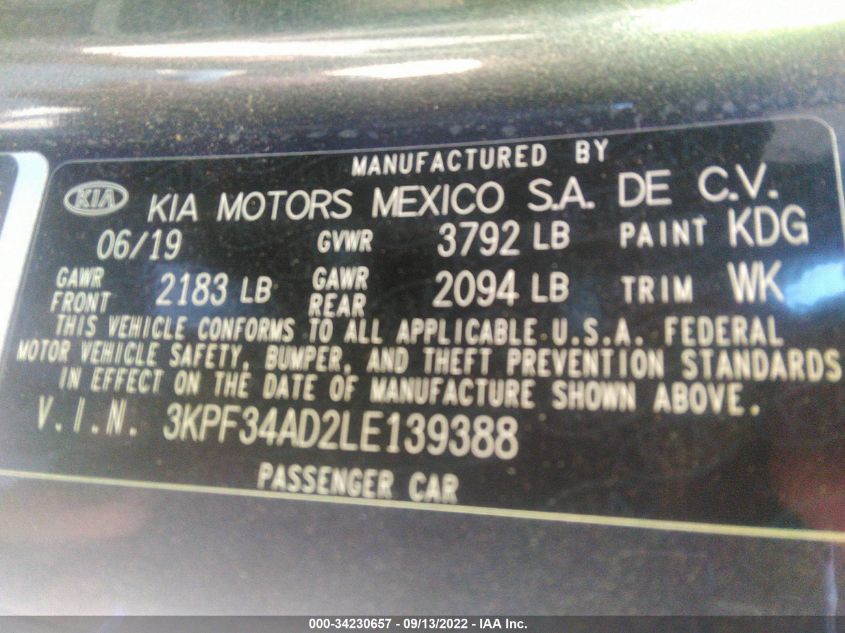 MANUFACTURED BY
KIA KIA MOTORS MEXICO S.A. DE C.V.
06/19 GVWR 3792 LB PAINT KDG
GAWR FRONT 2183 LB GAWR REAR 2094 LB TRIM WK
THIS VEHICLE CONFORMS TO ALL APPLICABLE U.S.A. FEDERAL
MOTOR VEHICLE SAFETY, BUMPER, AND THEFT PREVENTION STANDARDS
IN EFFECT ON THE DATE OF MANUFACTURE SHOWN ABOVE.
V.I.N. 3KPF34AD2LE139388
PASSENGER CAR
000-34230657 - 09/13/2022 - IAA Inc.